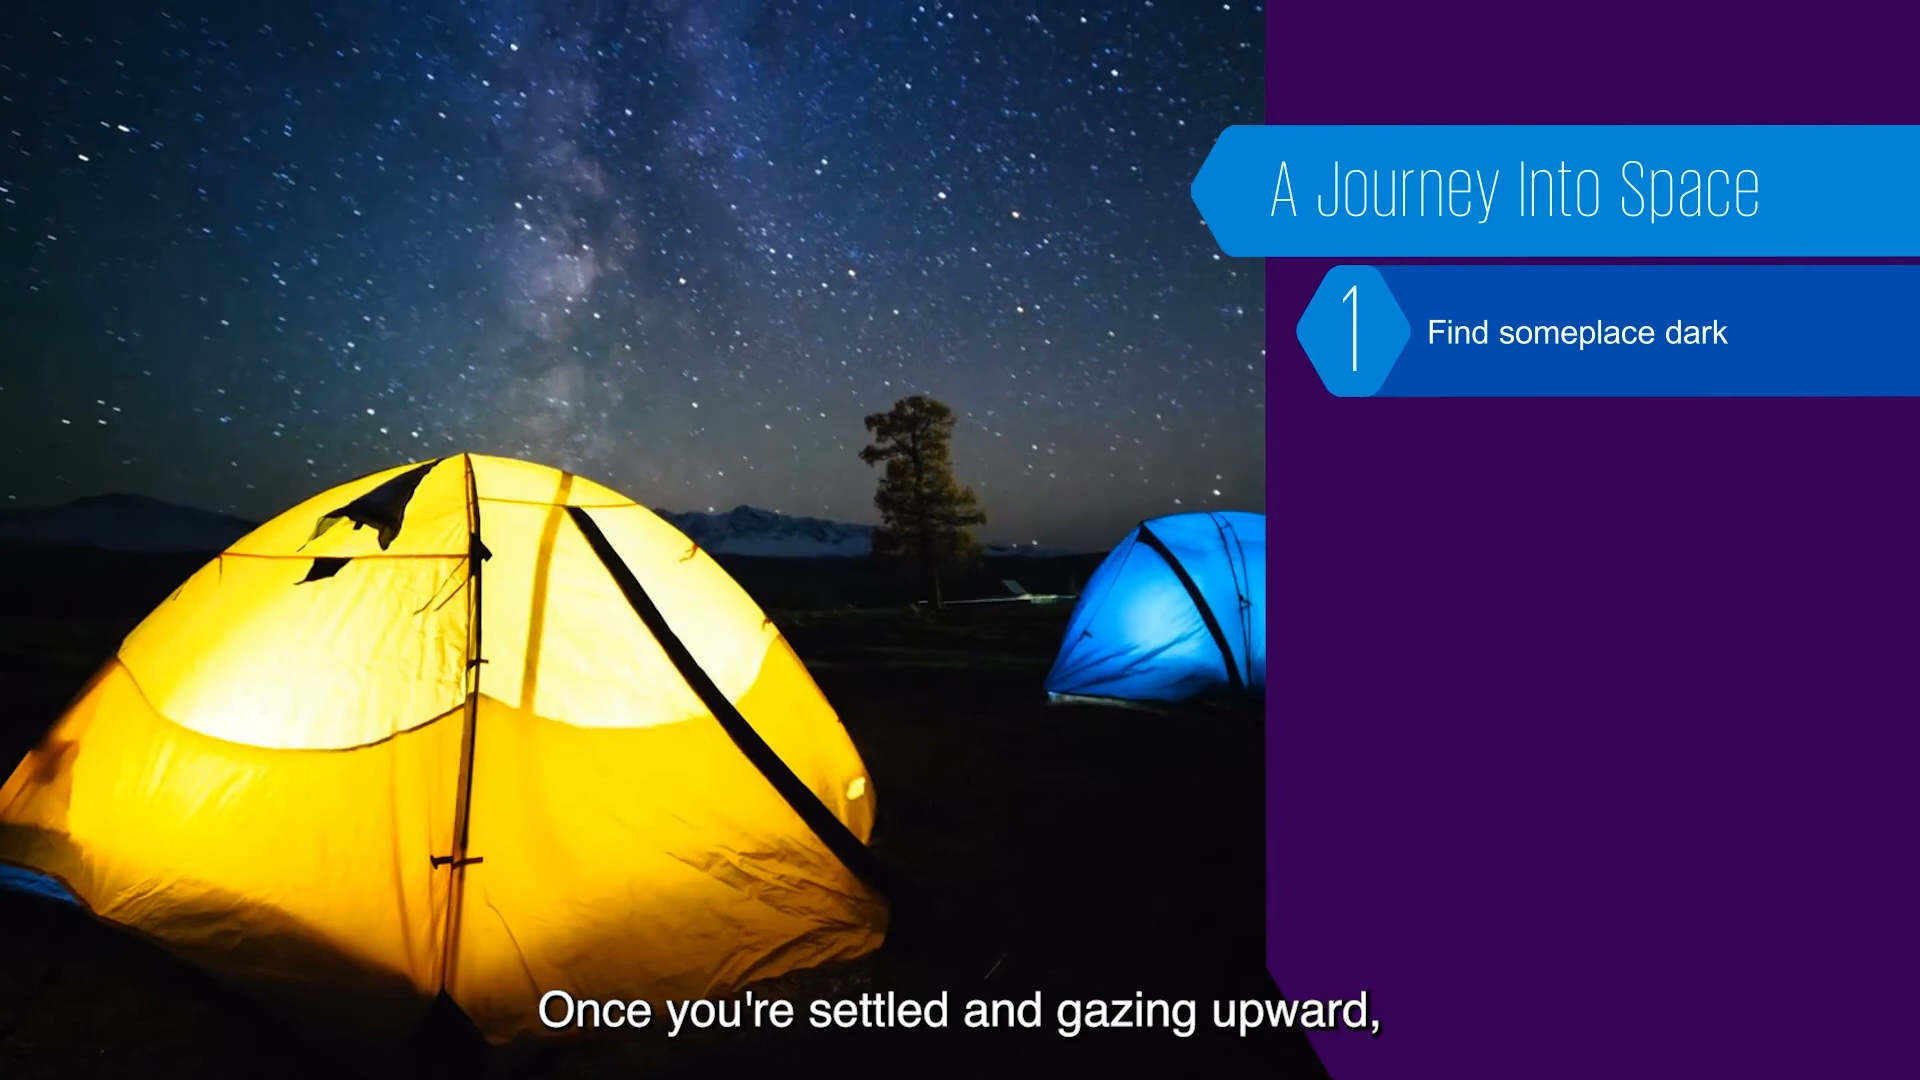 A Journey Into Space
1 Find someplace dark
Once you're settled and gazing upward,